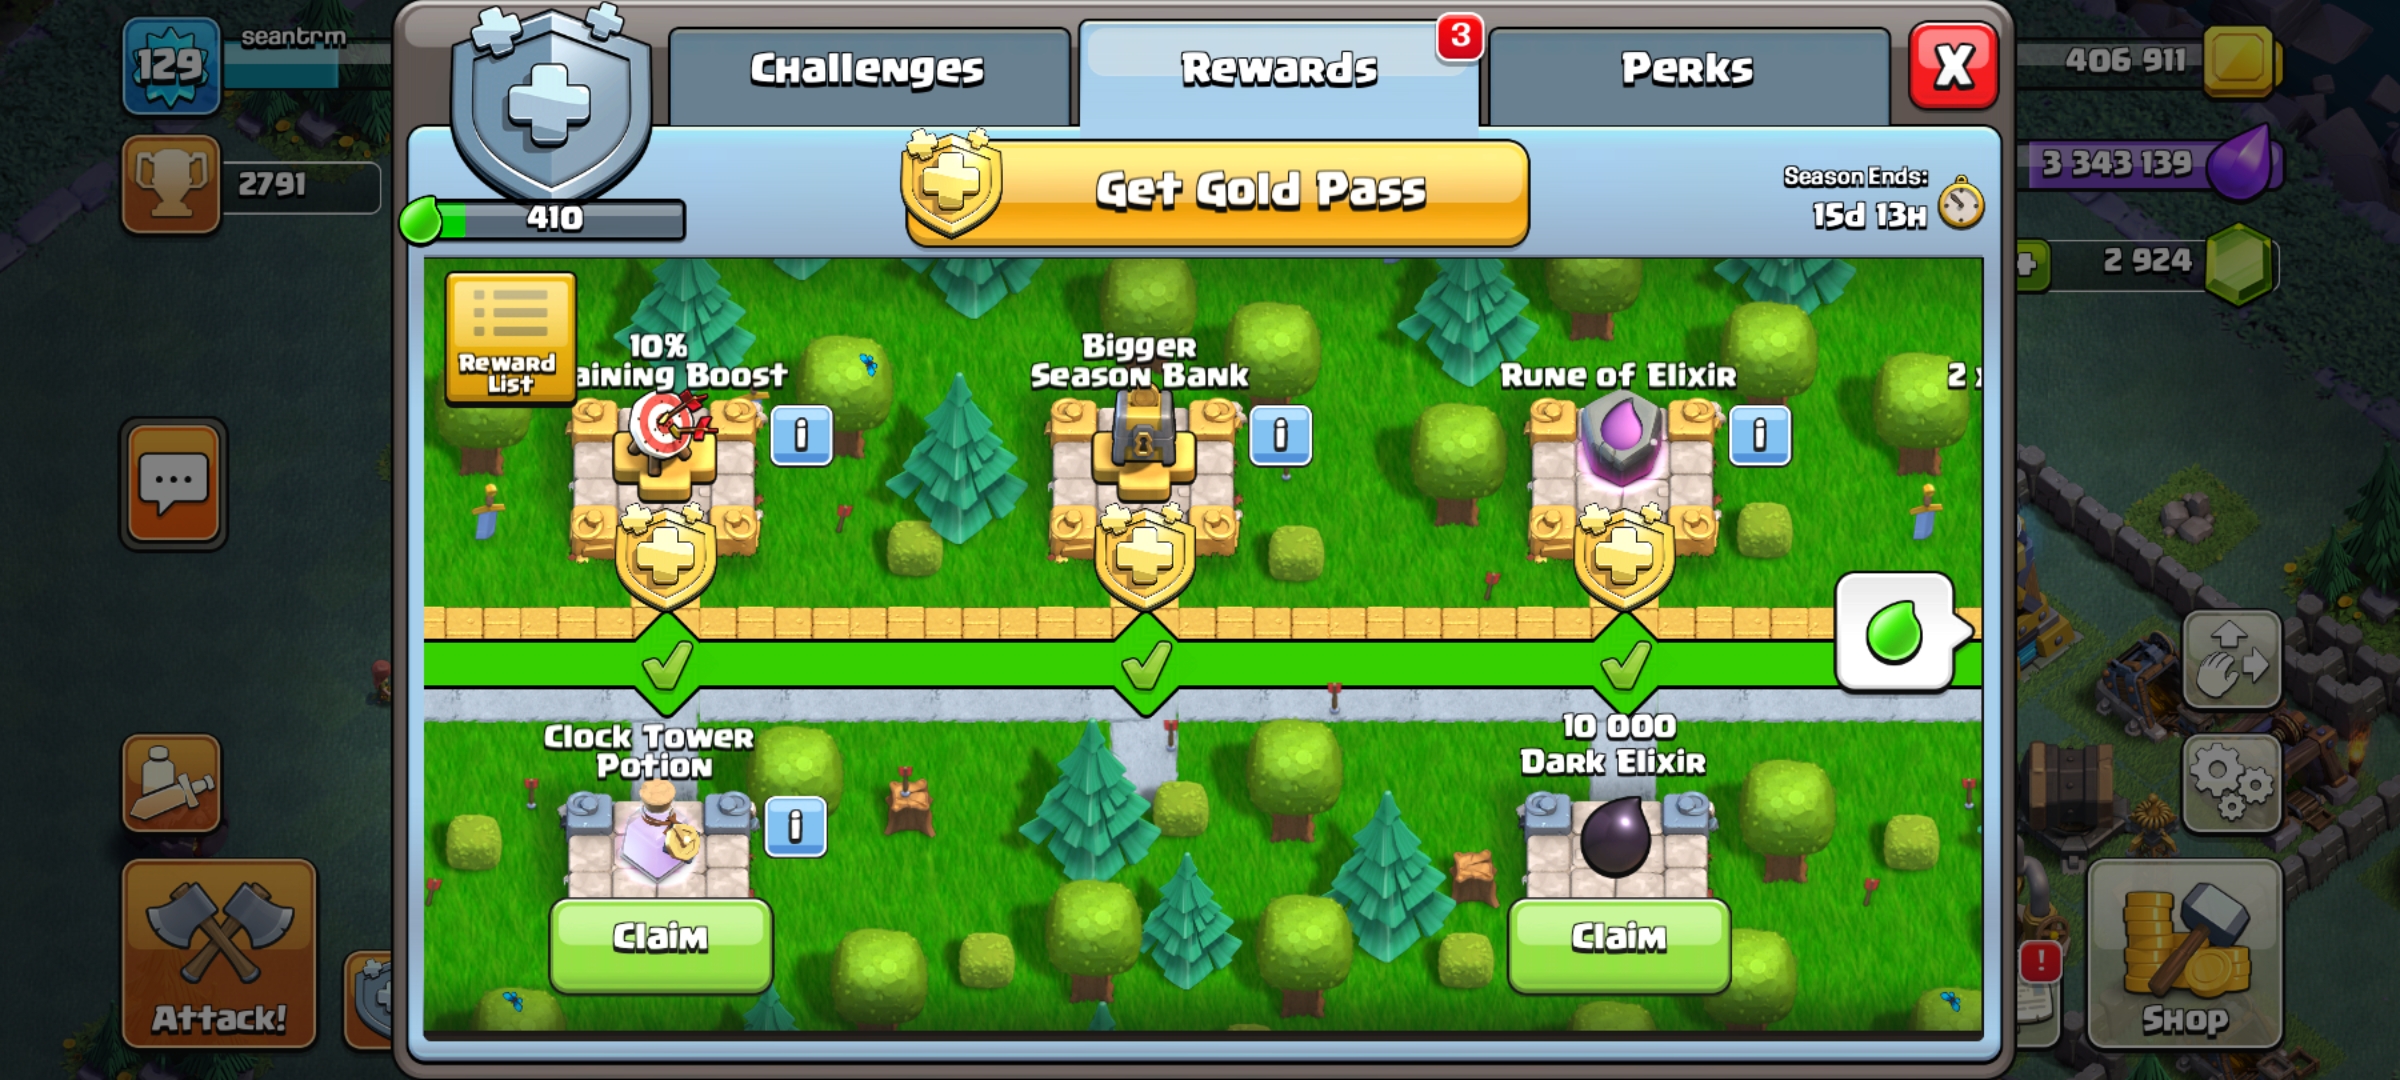 129
seantrm
2791
Challenges
Rewards
3
Perks
X
410
Get Gold Pass
Season Ends:
15d 13H
406 911
3 343 139
2 924
Reward
List
10%
aining Boost
Bigger
Season Bank
Rune of Elixir
2 x
i
i
i
Clock Tower
Potion
i
10 000
Dark Elixir
Claim
Claim
Attack!
!
Shop